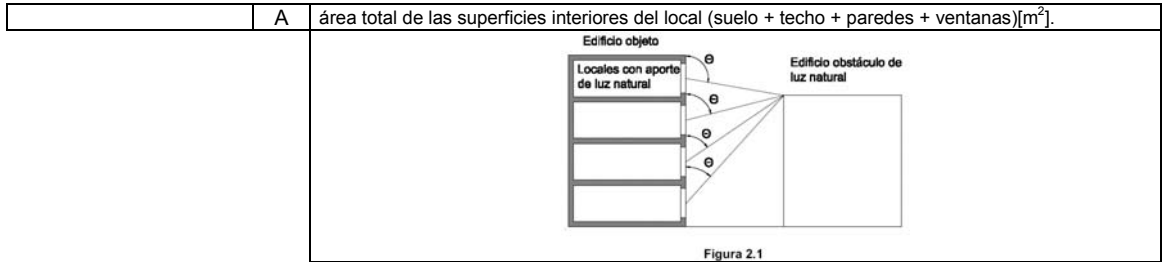 A área total de las superficies interiores del local (suelo + techo + paredes + ventanas)[m²].
Edificio objeto
Locales con aporte
de luz natural
Edificio obstáculo de
luz natural
Θ
Θ
Θ
Θ
Figura 2.1